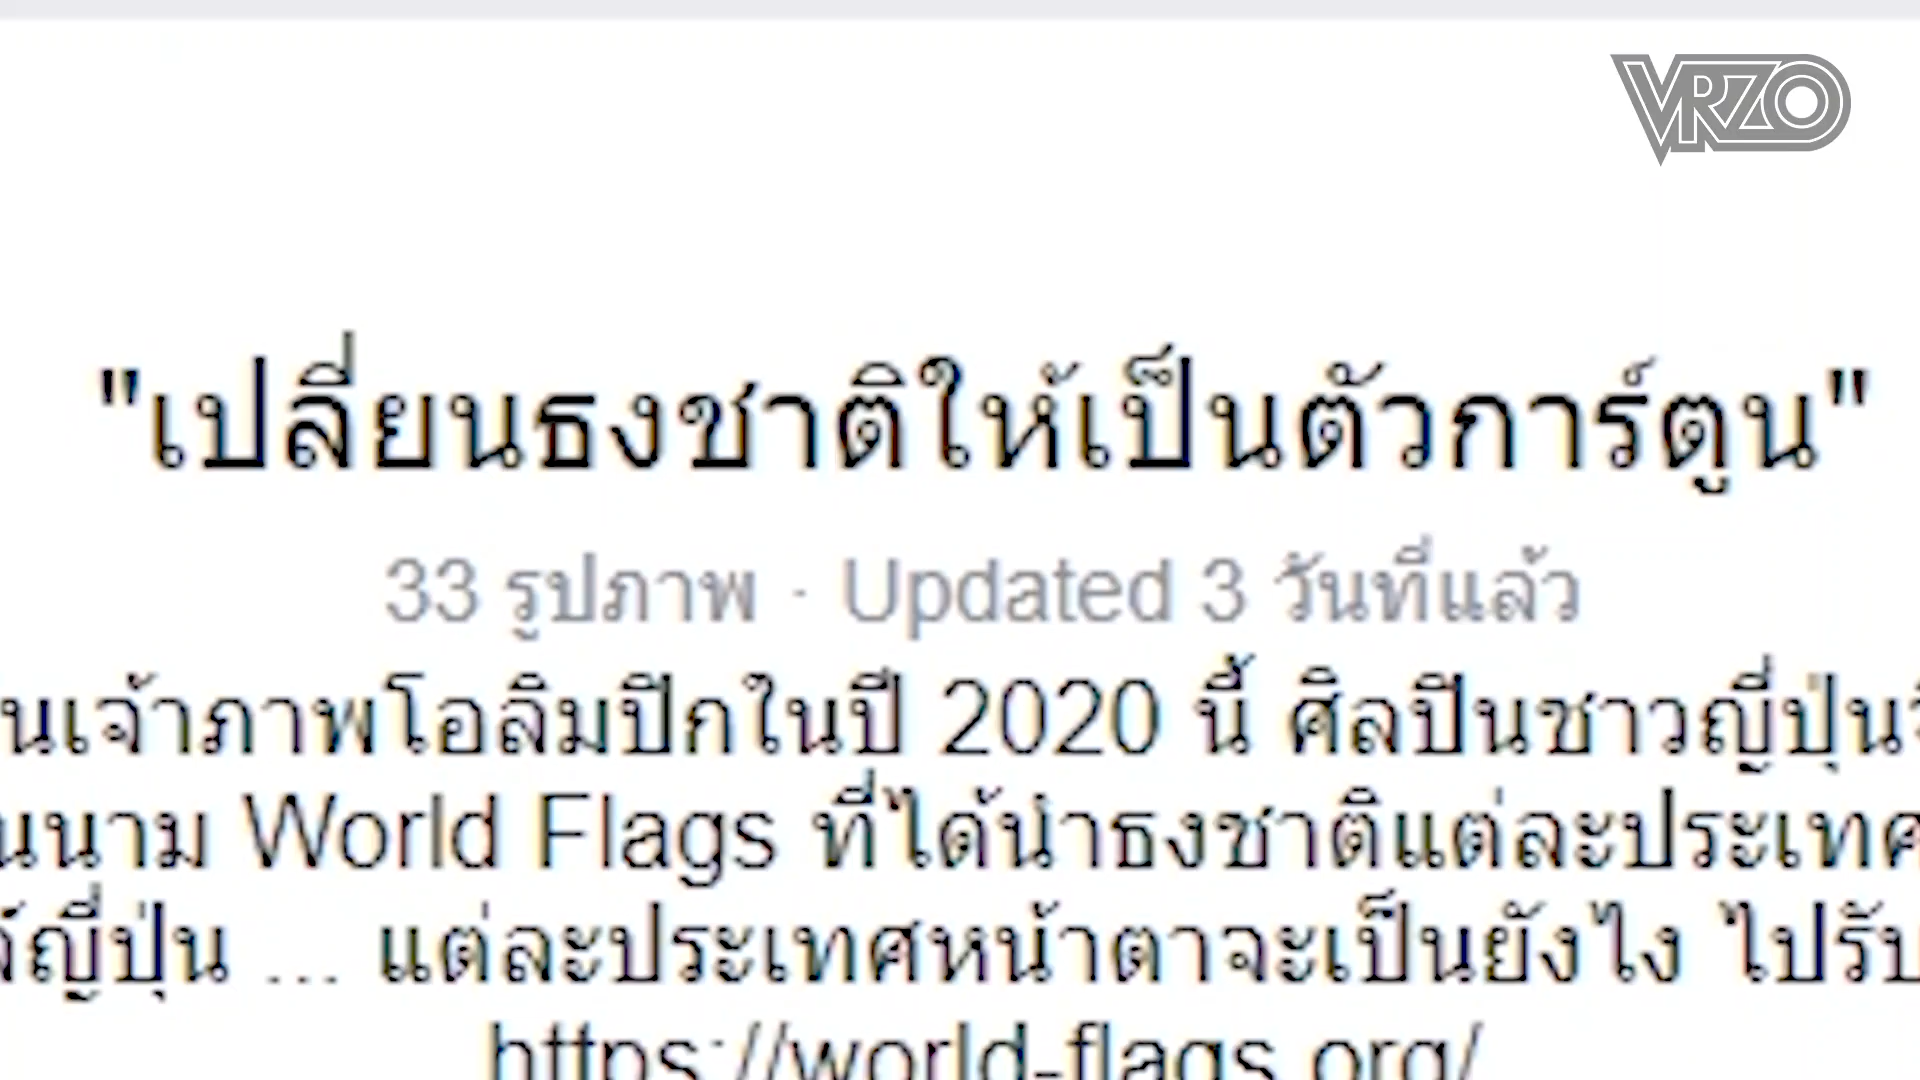 VRZO
"เปลี่ยนธงชาติให้เป็นตัวการ์ตูน"
33 รูปภาพ · Updated 3 วันที่แล้ว
นเจ้าภาพโอลิมปิกในปี 2020 นี้ ศิลปินชาวญี่ปุ่น
นนาม World Flags ที่ได้นำธงชาติแต่ละประเทศ
ญี่ปุ่น ... แต่ละประเทศหน้าตาจะเป็นยังไง ไปรับ
https://world-flags.org/